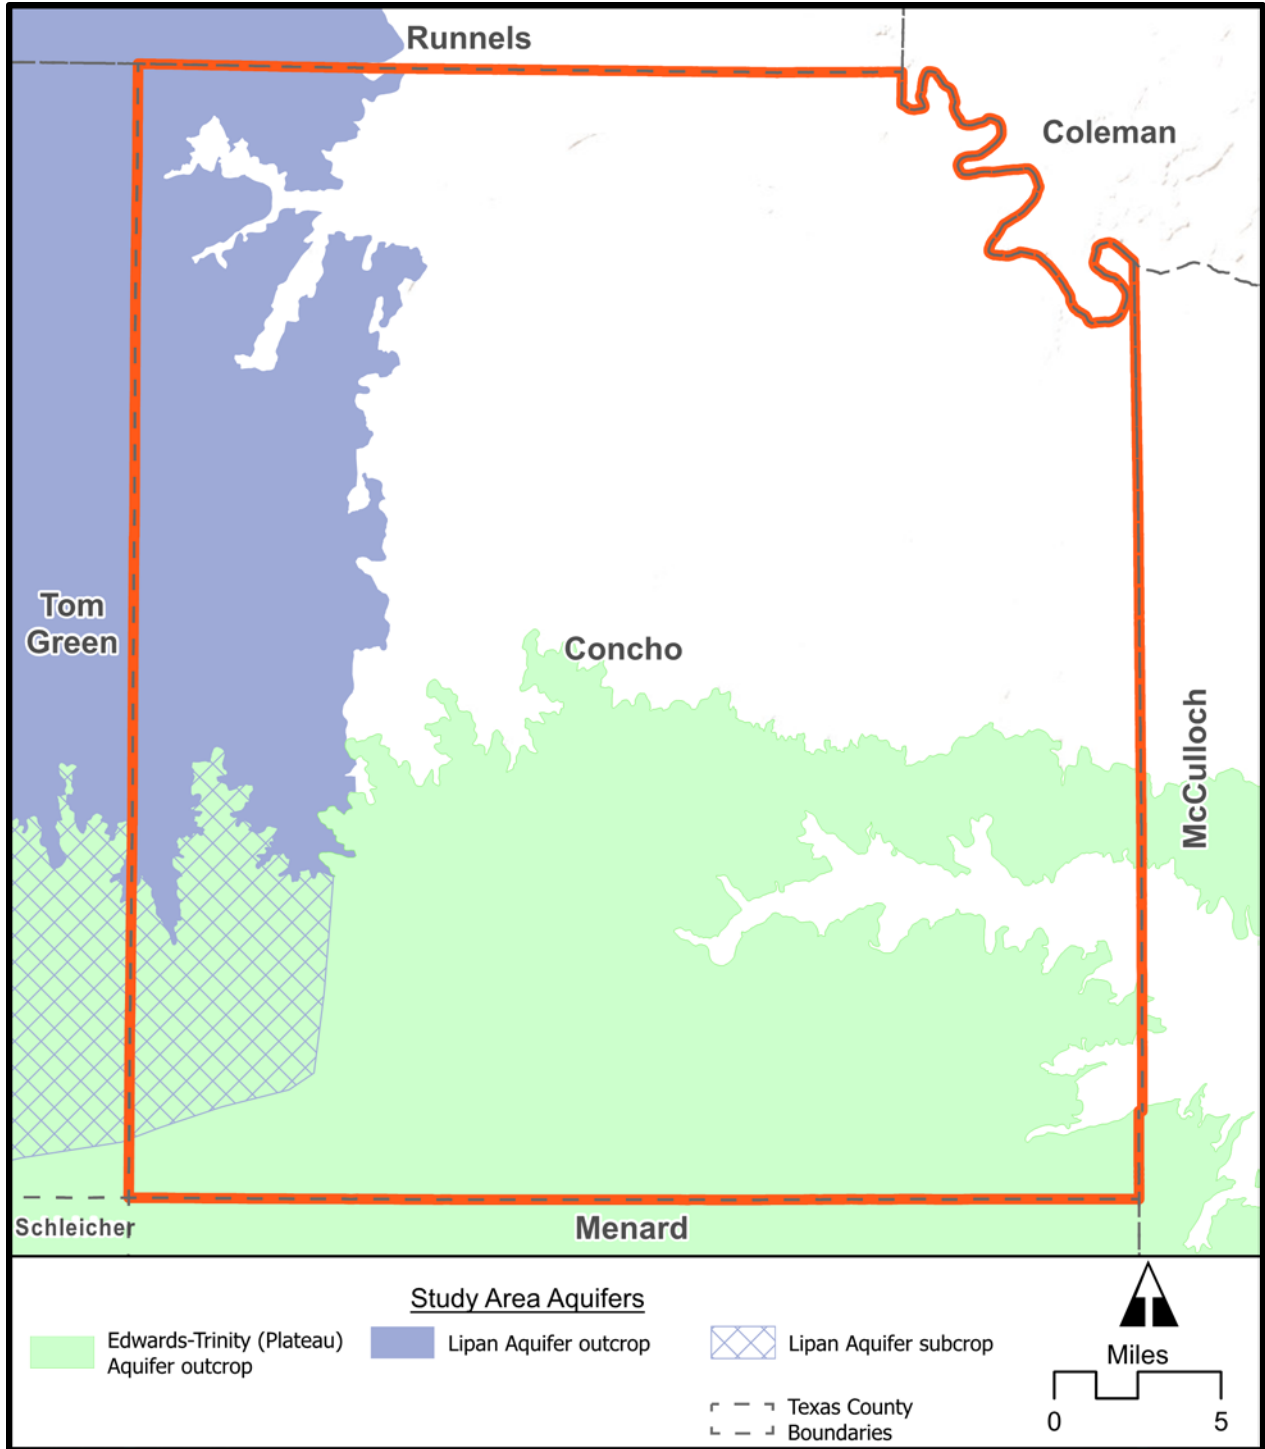 Runnels
Coleman
Tom
Green
Concho
McCulloch
Schleicher
Menard
Study Area Aquifers
Edwards-Trinity (Plateau)
Aquifer outcrop
Lipan Aquifer outcrop
Lipan Aquifer subcrop
Texas County
Boundaries
Miles
0 5